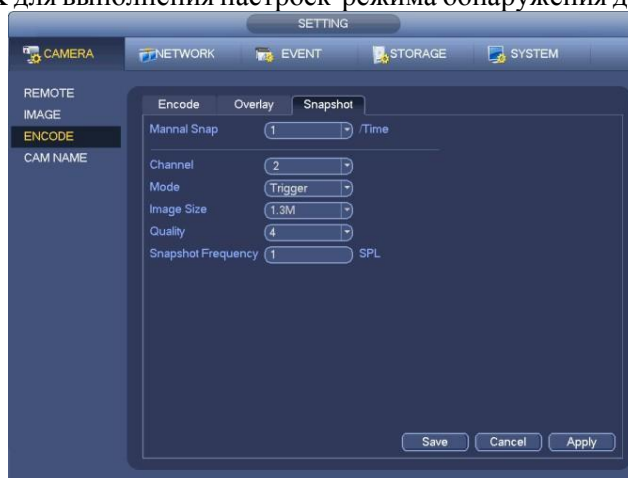 для выполнения настроек режима обнаружения д
SETTING
CAMERA NETWORK EVENT STORAGE SYSTEM
REMOTE
IMAGE
ENCODE
CAM NAME
Encode Overlay Snapshot
Mannal Snap 1 /Time
Channel 2
Mode Trigger
Image Size 1.3M
Quality 4
Snapshot Frequency 1 SPL
Save Cancel Apply